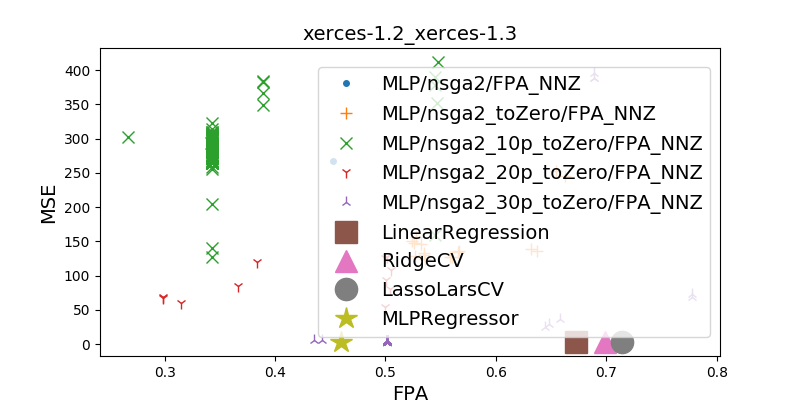 xerces-1.2_xerces-1.3
MSE
400
350
300
250
200
150
100
50
0
MLP/nsga2/FPA_NNZ
MLP/nsga2_toZero/FPA_NNZ
MLP/nsga2_10p_toZero/FPA_NNZ
MLP/nsga2_20p_toZero/FPA_NNZ
MLP/nsga2_30p_toZero/FPA_NNZ
LinearRegression
RidgeCV
LassoLarsCV
MLPRegressor
0.3 0.4 0.5 0.6 0.7 0.8
FPA